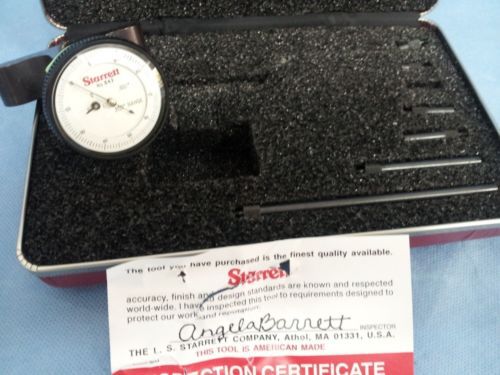 Starrett
The tool you have purchased is the finest quality available.
Starrett
accuracy, finish and design standards are known and respected
world-wide. I have inspected this tool to requirements designed to
protect our work and reputation.
Angela Barrett
INSPECTOR
THE L. S. STARRETT COMPANY, Athol, MA 01331, U.S.A.
THIS TOOL IS AMERICAN MADE
INSPECTION CERTIFICATE